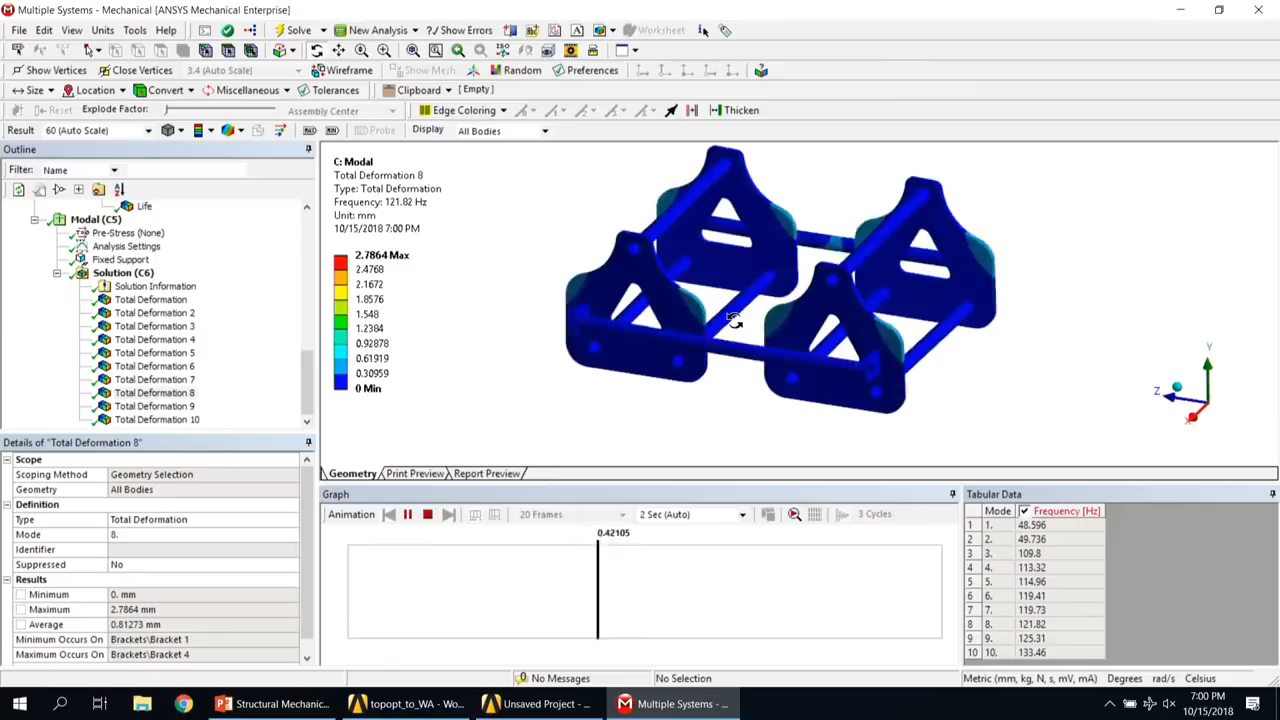 Multiple Systems - Mechanical [ANSYS Mechanical Enterprise]
File Edit View Units Tools Help Solve New Analysis Show Errors Worksheet
Show Vertices Close Vertices 3.4 (Auto Scale) Wireframe Show Mesh Random Preferences
Size Location Convert Miscellaneous Tolerances Clipboard [Empty]
Reset Explode Factor: Assembly Center Edge Coloring Thicken
Result 60 (Auto Scale) Probe Display All Bodies
Outline
Filter: Name
Life
Modal (C5)
Pre-Stress (None)
Analysis Settings
Fixed Support
Solution (C6)
Solution Information
Total Deformation
Total Deformation 2
Total Deformation 3
Total Deformation 4
Total Deformation 5
Total Deformation 6
Total Deformation 7
Total Deformation 8
Total Deformation 9
Total Deformation 10
Details of "Total Deformation 8"
Scope
Scoping Method Geometry Selection
Geometry All Bodies
Definition
Type Total Deformation
Mode 8.
Identifier
Suppressed No
Results
Minimum 0. mm
Maximum 2.7864 mm
Average 0.81273 mm
Minimum Occurs On Brackets\Bracket 1
Maximum Occurs On Brackets\Bracket 4
C: Modal
Total Deformation 8
Type: Total Deformation
Frequency: 121.82 Hz
Unit: mm
10/15/2018 7:00 PM
2.7864 Max
2.4768
2.1672
1.8576
1.548
1.2384
0.92878
0.61919
0.30959
0 Min
Y
Z
X
Geometry Print Preview Report Preview
Graph
Animation 20 Frames 2 Sec (Auto) 3 Cycles
0.42105
Tabular Data
Mode Frequency [Hz]
1 1. 48.596
2 2. 49.736
3 3. 109.8
4 4. 113.32
5 5. 114.96
6 6. 119.41
7 7. 119.73
8 8. 121.82
9 9. 125.31
10 10. 133.46
No Messages No Selection Metric (mm, kg, N, s, mV, mA) Degrees rad/s Celsius
Structural Mechanic... topopt_to_WA - Wo... Unsaved Project - ... Multiple Systems - ...
7:00 PM
10/15/2018